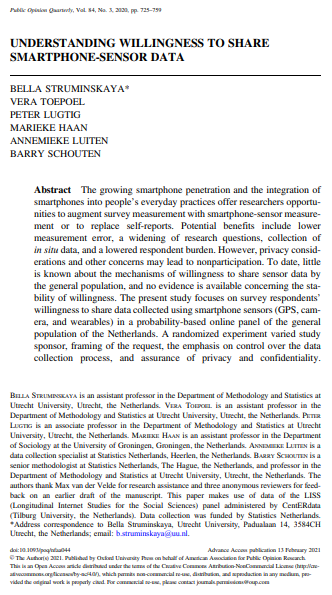 Public Opinion Quarterly, Vol. 84, No. 3, 2020, pp. 725–759
UNDERSTANDING WILLINGNESS TO SHARE
SMARTPHONE-SENSOR DATA
BELLA STRUMINSKAYA*
VERA TOEPOEL
PETER LUGTIG
MARIEKE HAAN
ANNEMIEKE LUITEN
BARRY SCHOUTEN
Abstract The growing smartphone penetration and the integration of
smartphones into people's everyday practices offer researchers opportu-
nities to augment survey measurement with smartphone-sensor measure-
ment or to replace self-reports. Potential benefits include lower
measurement error, a widening of research questions, collection of
in situ data, and a lowered respondent burden. However, privacy consid-
erations and other concerns may lead to nonparticipation. To date, little
is known about the mechanisms of willingness to share sensor data by
the general population, and no evidence is available concerning the sta-
bility of willingness. The present study focuses on survey respondents'
willingness to share data collected using smartphone sensors (GPS, cam-
era, and wearables) in a probability-based online panel of the general
population of the Netherlands. A randomized experiment varied study
sponsor, framing of the request, the emphasis on control over the data
collection process, and assurance of privacy and confidentiality.
BELLA STRUMINSKAYA is an assistant professor in the Department of Methodology and Statistics at
Utrecht University, Utrecht, the Netherlands. VERA TOEPOEL is an assistant professor in the
Department of Methodology and Statistics at Utrecht University, Utrecht, the Netherlands. PETER
LUGTIG is an associate professor in the Department of Methodology and Statistics at Utrecht
University, Utrecht, the Netherlands. MARIEKE HAAN is an assistant professor in the Department
of Sociology at the University of Groningen, Groningen, the Netherlands. ANNEMIEKE LUITEN is a
data collection specialist at Statistics Netherlands, Heerlen, the Netherlands. BARRY SCHOUTEN is a
senior methodologist at Statistics Netherlands, The Hague, the Netherlands, and professor in the
Department of Methodology and Statistics at Utrecht University, Utrecht, the Netherlands. The
authors thank Max van der Velde for research assistance and three anonymous reviewers for feed-
back on an earlier draft of the manuscript. This paper makes use of data of the LISS
(Longitudinal Internet Studies for the Social Sciences) panel administered by CentERdata
(Tilburg University, the Netherlands). Data collection was funded by Statistics Netherlands.
*Address correspondence to Bella Struminskaya, Utrecht University, Padualaan 14, 3584CH
Utrecht, the Netherlands; email: b.struminskaya@uu.nl.
doi:10.1093/poq/nfaa044 Advance Access publication 13 February 2021
© The Author(s) 2021. Published by Oxford University Press on behalf of American Association for Public Opinion Research.
This is an Open Access article distributed under the terms of the Creative Commons Attribution-NonCommercial License (http://cre-
ativecommons.org/licenses/by-nc/4.0/), which permits non-commercial re-use, distribution, and reproduction in any medium, pro-
vided the original work is properly cited. For commercial re-use, please contact journals.permissions@oup.com